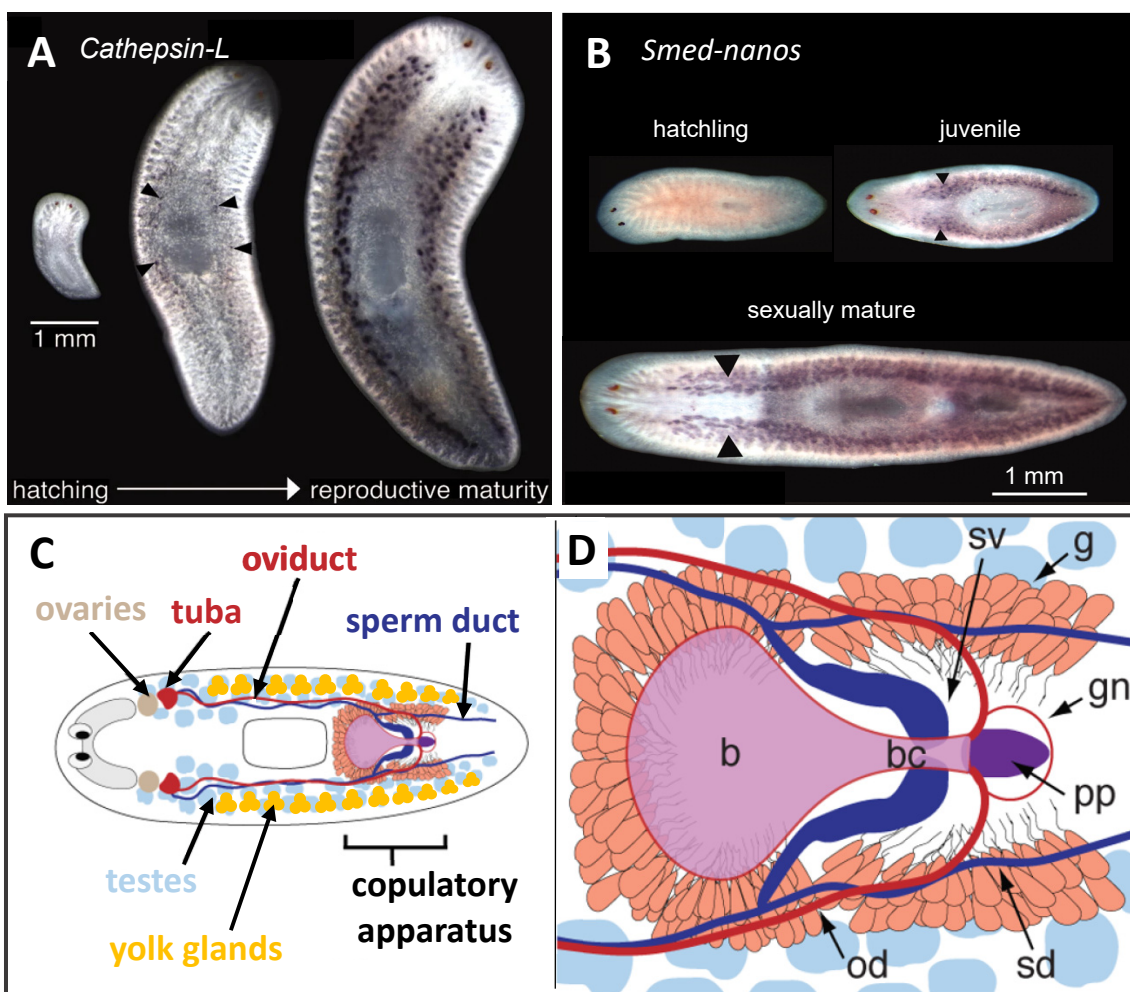 A Cathepsin-L
1 mm
hatching reproductive maturity
B Smed-nanos
hatchling juvenile
sexually mature
1 mm
C
oviduct
ovaries tuba
sperm duct
testes
yolk glands
copulatory
apparatus
D
sv
g
gn
b
bc
pp
od
sd